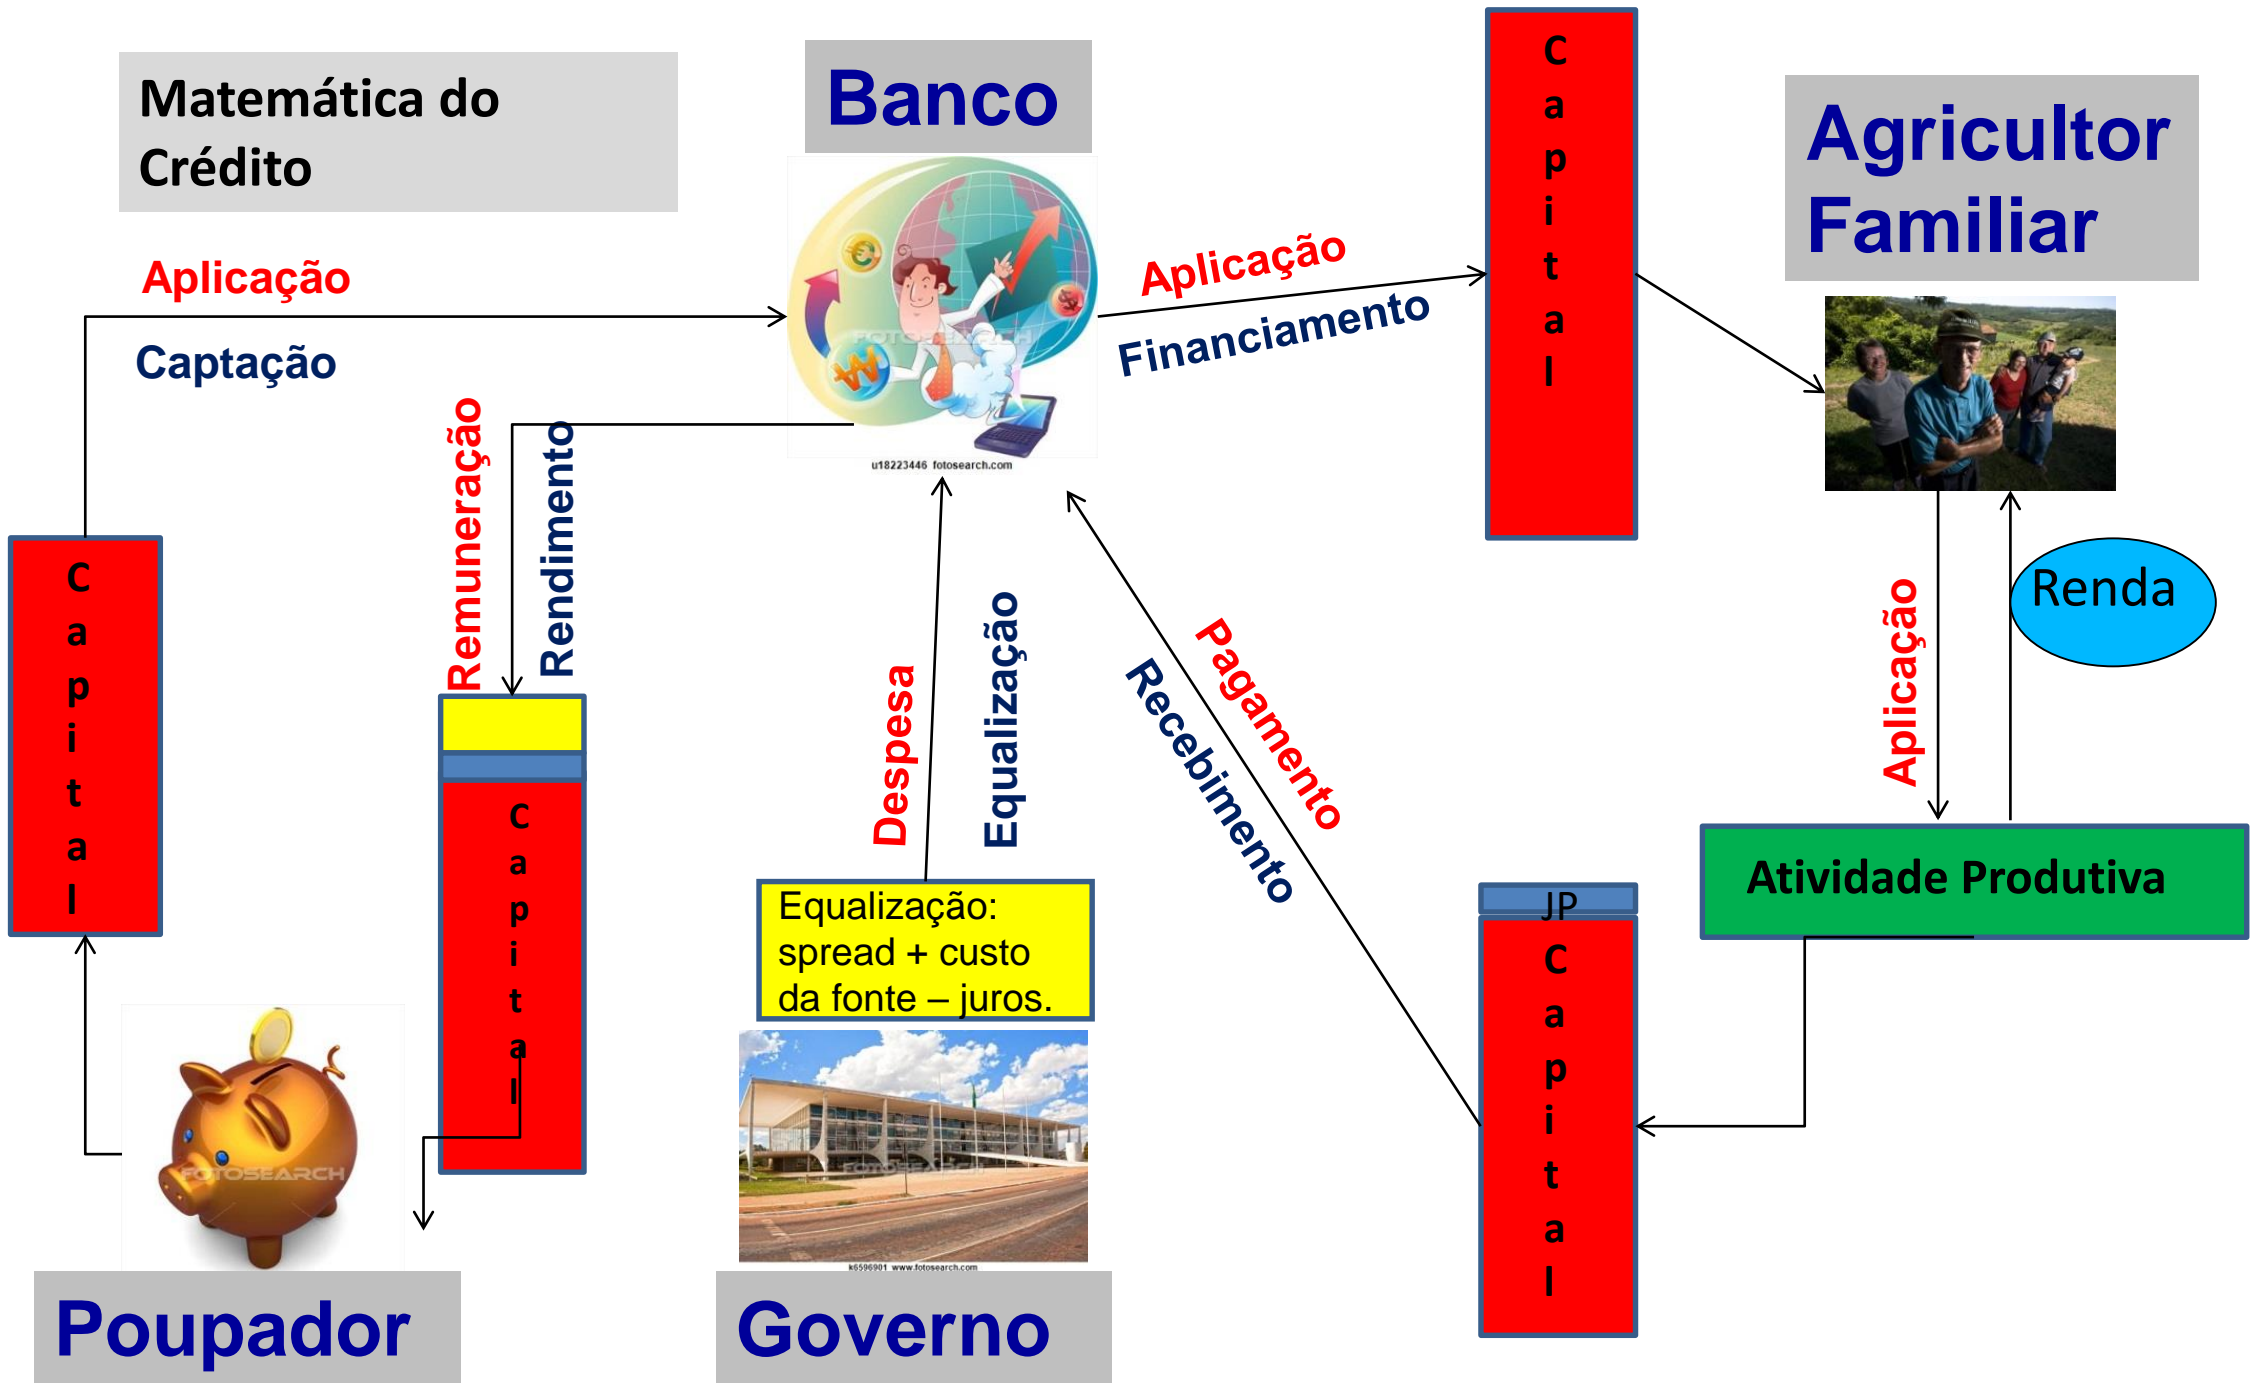 Matemática do
Crédito
Banco
Capital
Agricultor
Familiar
Aplicação
Captação
Aplicação
Financiamento
FOTOSEARCH
u18223446 fotosearch.com
Remuneração
Rendimento
Capital
Capital
Despesa
Equalização
Pagamento
Recebimento
Aplicação
Renda
Atividade Produtiva
JP
Capital
Equalização:
spread + custo
da fonte – juros.
FOTOSEARCH
FOTOSEARCH
k6596901 www.fotosearch.com
Poupador
Governo